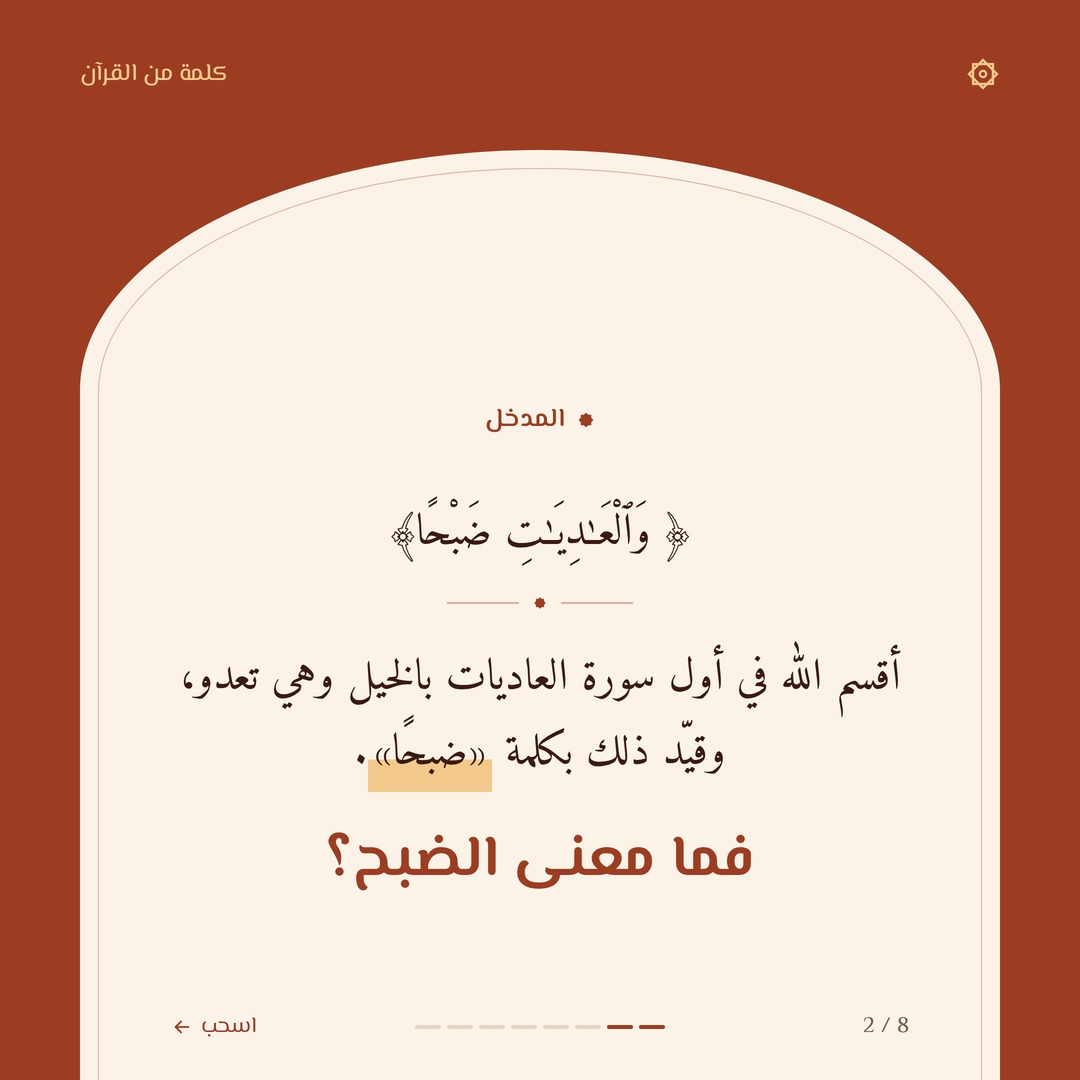 كلمة من القرآن
المدخل
﴿ وَٱلْعَـٰدِيَـٰتِ ضَبْحًا﴾
أقسم الله في أول سورة العاديات بالخيل وهي تعدو،
وقيّد ذلك بكلمة «ضبحًا».
فما معنى الضبح؟
2 / 8
اسحب ←